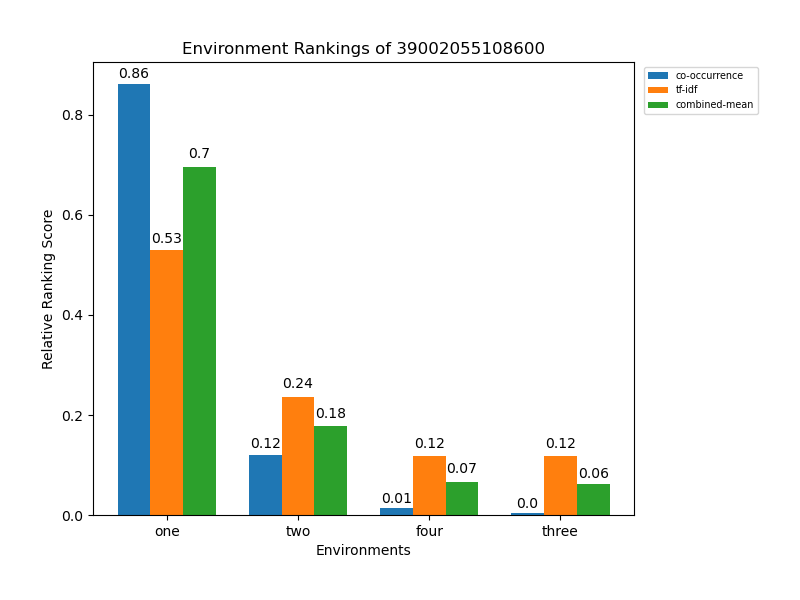 Environment Rankings of 39002055108600
co-occurrence
tf-idf
combined-mean
Relative Ranking Score
0.8
0.6
0.4
0.2
0.0
0.86
0.53
0.7
0.12
0.24
0.18
0.01
0.12
0.07
0.0
0.12
0.06
one two four three
Environments